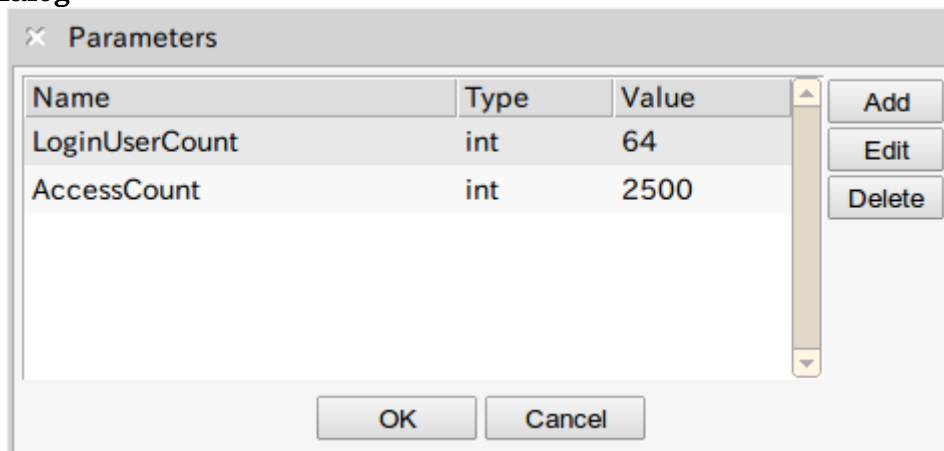 Parameters
Name Type Value
Add
LoginUserCount int 64
Edit
AccessCount int 2500
Delete
OK Cancel